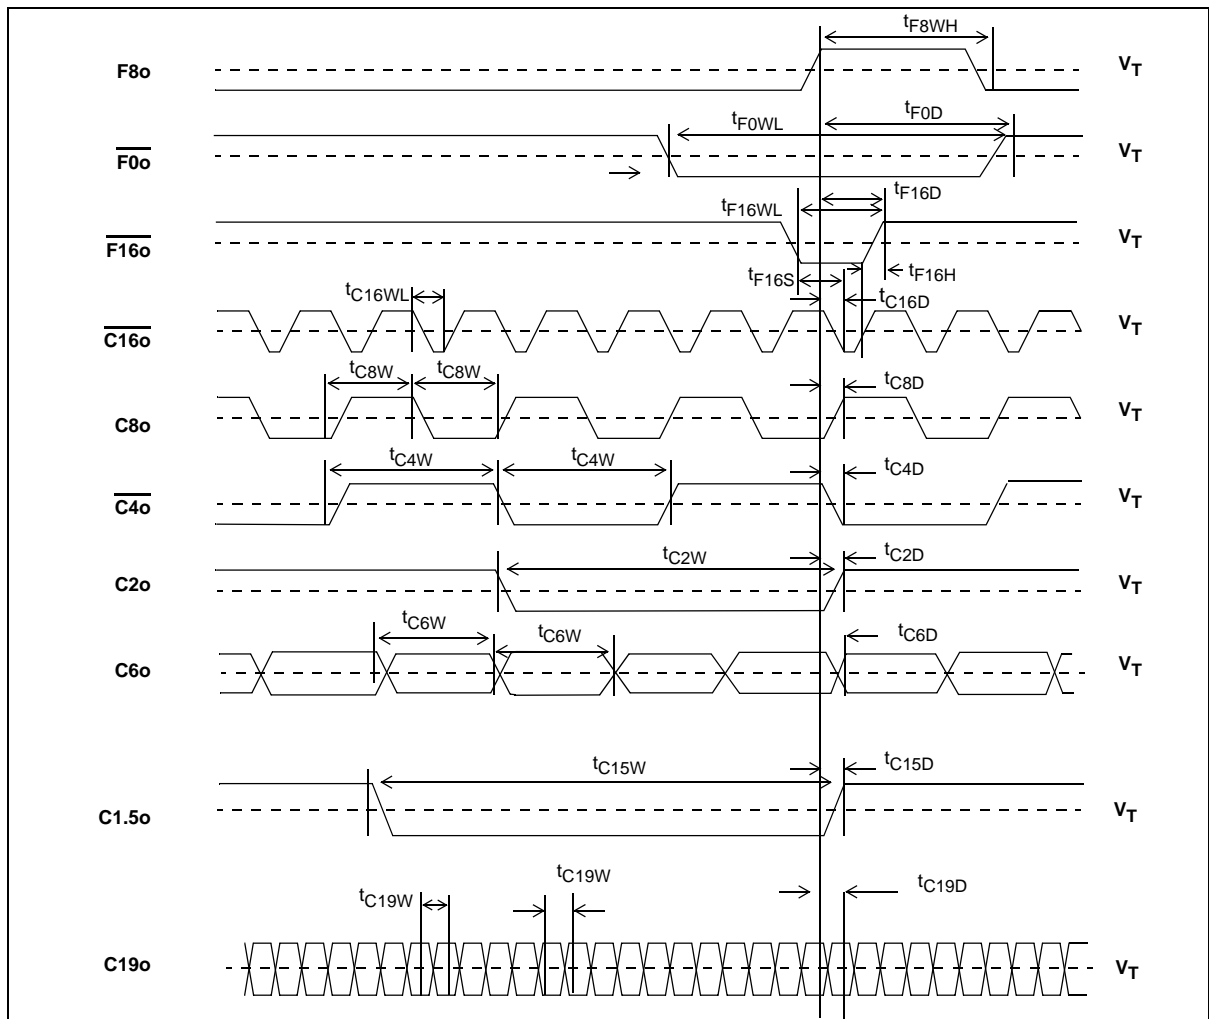 tF8WH
F8o VT
tF0WL tF0D
F0o VT
tF16WL tF16D
F16o VT
tF16S tF16H
tC16WL tC16D
C16o VT
tC8W tC8W tC8D
C8o VT
tC4W tC4W tC4D
C4o VT
tC2W tC2D
C2o VT
tC6W tC6W tC6D
C6o VT
tC15W tC15D
C1.5o VT
tC19W tC19W tC19D
C19o VT